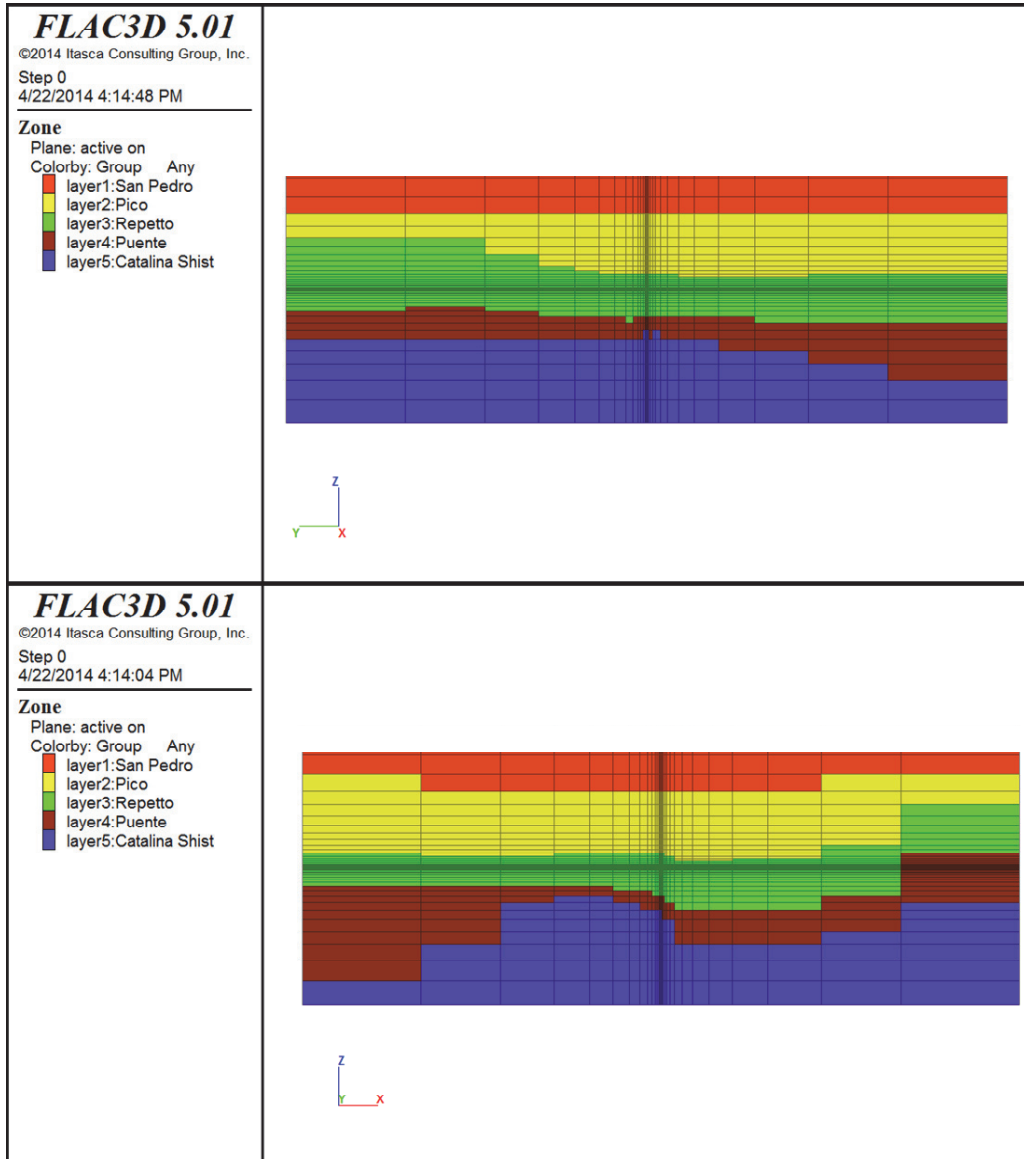 FLAC3D 5.01
©2014 Itasca Consulting Group, Inc.
Step 0
4/22/2014 4:14:48 PM
Zone
Plane: active on
Colorby: Group Any
layer1:San Pedro
layer2:Pico
layer3:Repetto
layer4:Puente
layer5:Catalina Shist
Z
Y
X
FLAC3D 5.01
©2014 Itasca Consulting Group, Inc.
Step 0
4/22/2014 4:14:04 PM
Zone
Plane: active on
Colorby: Group Any
layer1:San Pedro
layer2:Pico
layer3:Repetto
layer4:Puente
layer5:Catalina Shist
Z
Y
X